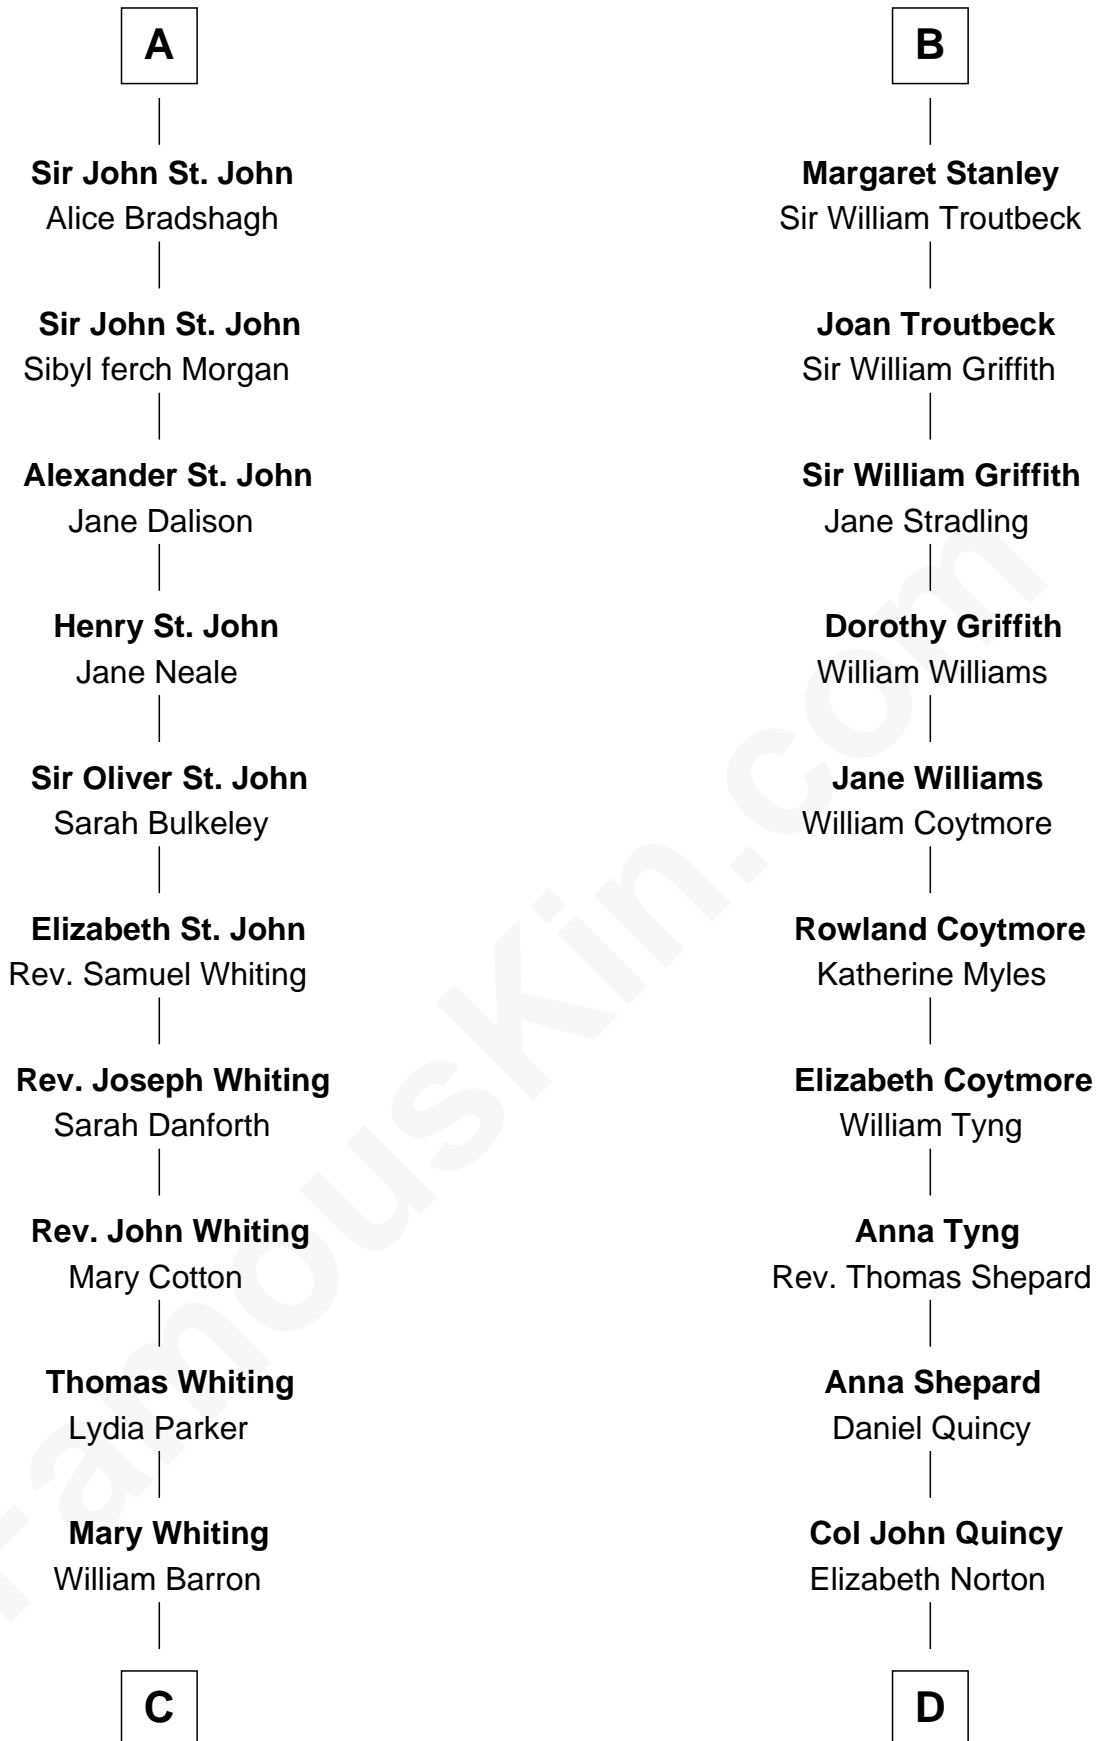 A
Sir John St. John
Alice Bradshagh
Sir John St. John
Sibyl ferch Morgan
Alexander St. John
Jane Dalison
Henry St. John
Jane Neale
Sir Oliver St. John
Sarah Bulkeley
Elizabeth St. John
Rev. Samuel Whiting
Rev. Joseph Whiting
Sarah Danforth
Rev. John Whiting
Mary Cotton
Thomas Whiting
Lydia Parker
Mary Whiting
William Barron
C
B
Margaret Stanley
Sir William Troutbeck
Joan Troutbeck
Sir William Griffith
Sir William Griffith
Jane Stradling
Dorothy Griffith
William Williams
Jane Williams
William Coytmore
Rowland Coytmore
Katherine Myles
Elizabeth Coytmore
William Tyng
Anna Tyng
Rev. Thomas Shepard
Anna Shepard
Daniel Quincy
Col John Quincy
Elizabeth Norton
D
FamousKin.com